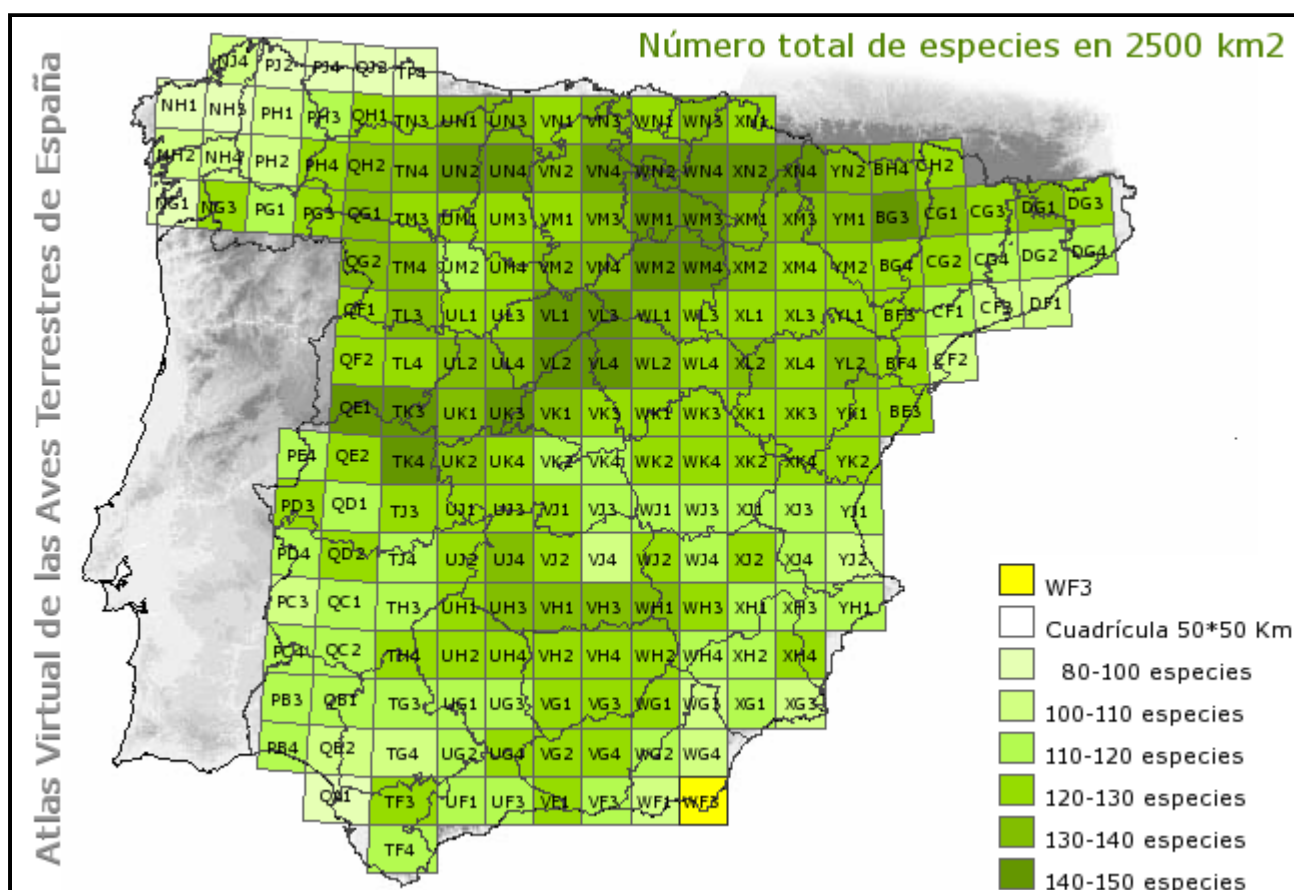 Atlas Virtual de las Aves Terrestres de España
Número total de especies en 2500 km2
NJ4 PJ2 PJ4 QJ2 TP4
NH1 NH3 PH1 PH3 QH1 TN3 UN1 UN3 VN1 VN3 WN1 WN3 XN1
NH2 NH4 PH2 PH4 QH2 TN4 UN2 UN4 VN2 VN4 WN2 WN4 XN2 XN4 YN2 BH4 CH2
NG1 NG3 PG1 PG3 QG1 TM3 UM1 UM3 VM1 VM3 WM1 WM3 XM1 XM3 YM1 BG3 CG1 CG3 DG1 DG3
QG2 TM4 UM2 UM4 VM2 VN4 WM2 WM4 XM2 XM4 YM2 BG4 CG2 CG4 DG2 DG4
QF1 TL3 UL1 UL3 VL1 VL3 WL1 WL3 XL1 XL3 YL1 BF3 CF1 CF3 DF1
QF2 TL4 UL2 UL4 VL2 VL4 WL2 WL4 XL2 XL4 YL2 BF4 CF2
QE1 TK3 UK1 UK3 VK1 VK3 WK1 WK3 XK1 XK3 YK1 BE3
PE4 QE2 TK4 UK2 UK4 VK2 VK4 WK2 WK4 XK2 XK4 YK2
PD3 QD1 TJ3 UJ1 UJ3 VJ1 VJ3 WJ1 WJ3 XJ1 XJ3 YJ1
PD4 QD2 TJ4 UJ2 UJ4 VJ2 VJ4 WJ2 WJ4 XJ2 XJ4 YJ2
PC3 QC1 TH3 UH1 UH3 VH1 VH3 WH1 WH3 XH1 XH3 YH1
PC4 QC2 TH4 UH2 UH4 VH2 VH4 WH2 WH4 XH2 XH4
PB3 QB1 TG3 UG1 UG3 VG1 VG3 WG1 WG3 XG1 XG3
PB4 QB2 TG4 UG2 UG4 VG2 VG4 WG2 WG4
QA1 TF3 UF1 UF3 VF1 VF3 WF1 WF3
TF4
WF3
Cuadrícula 50*50 Km
80-100 especies
100-110 especies
110-120 especies
120-130 especies
130-140 especies
140-150 especies